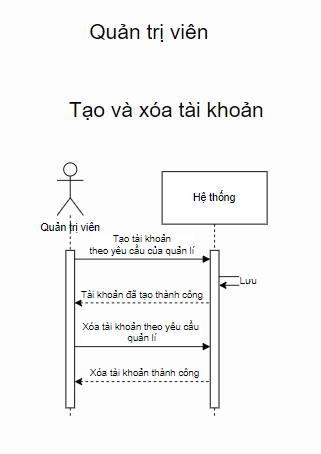 Quản trị viên
Tạo và xóa tài khoản
Hệ thống
Quản trị viên
Tạo tài khoản
theo yêu cầu của quản lí
Lưu
Tài khoản đã tạo thành công
Xóa tài khoản theo yêu cầu
quản lí
Xóa tài khoản thành công